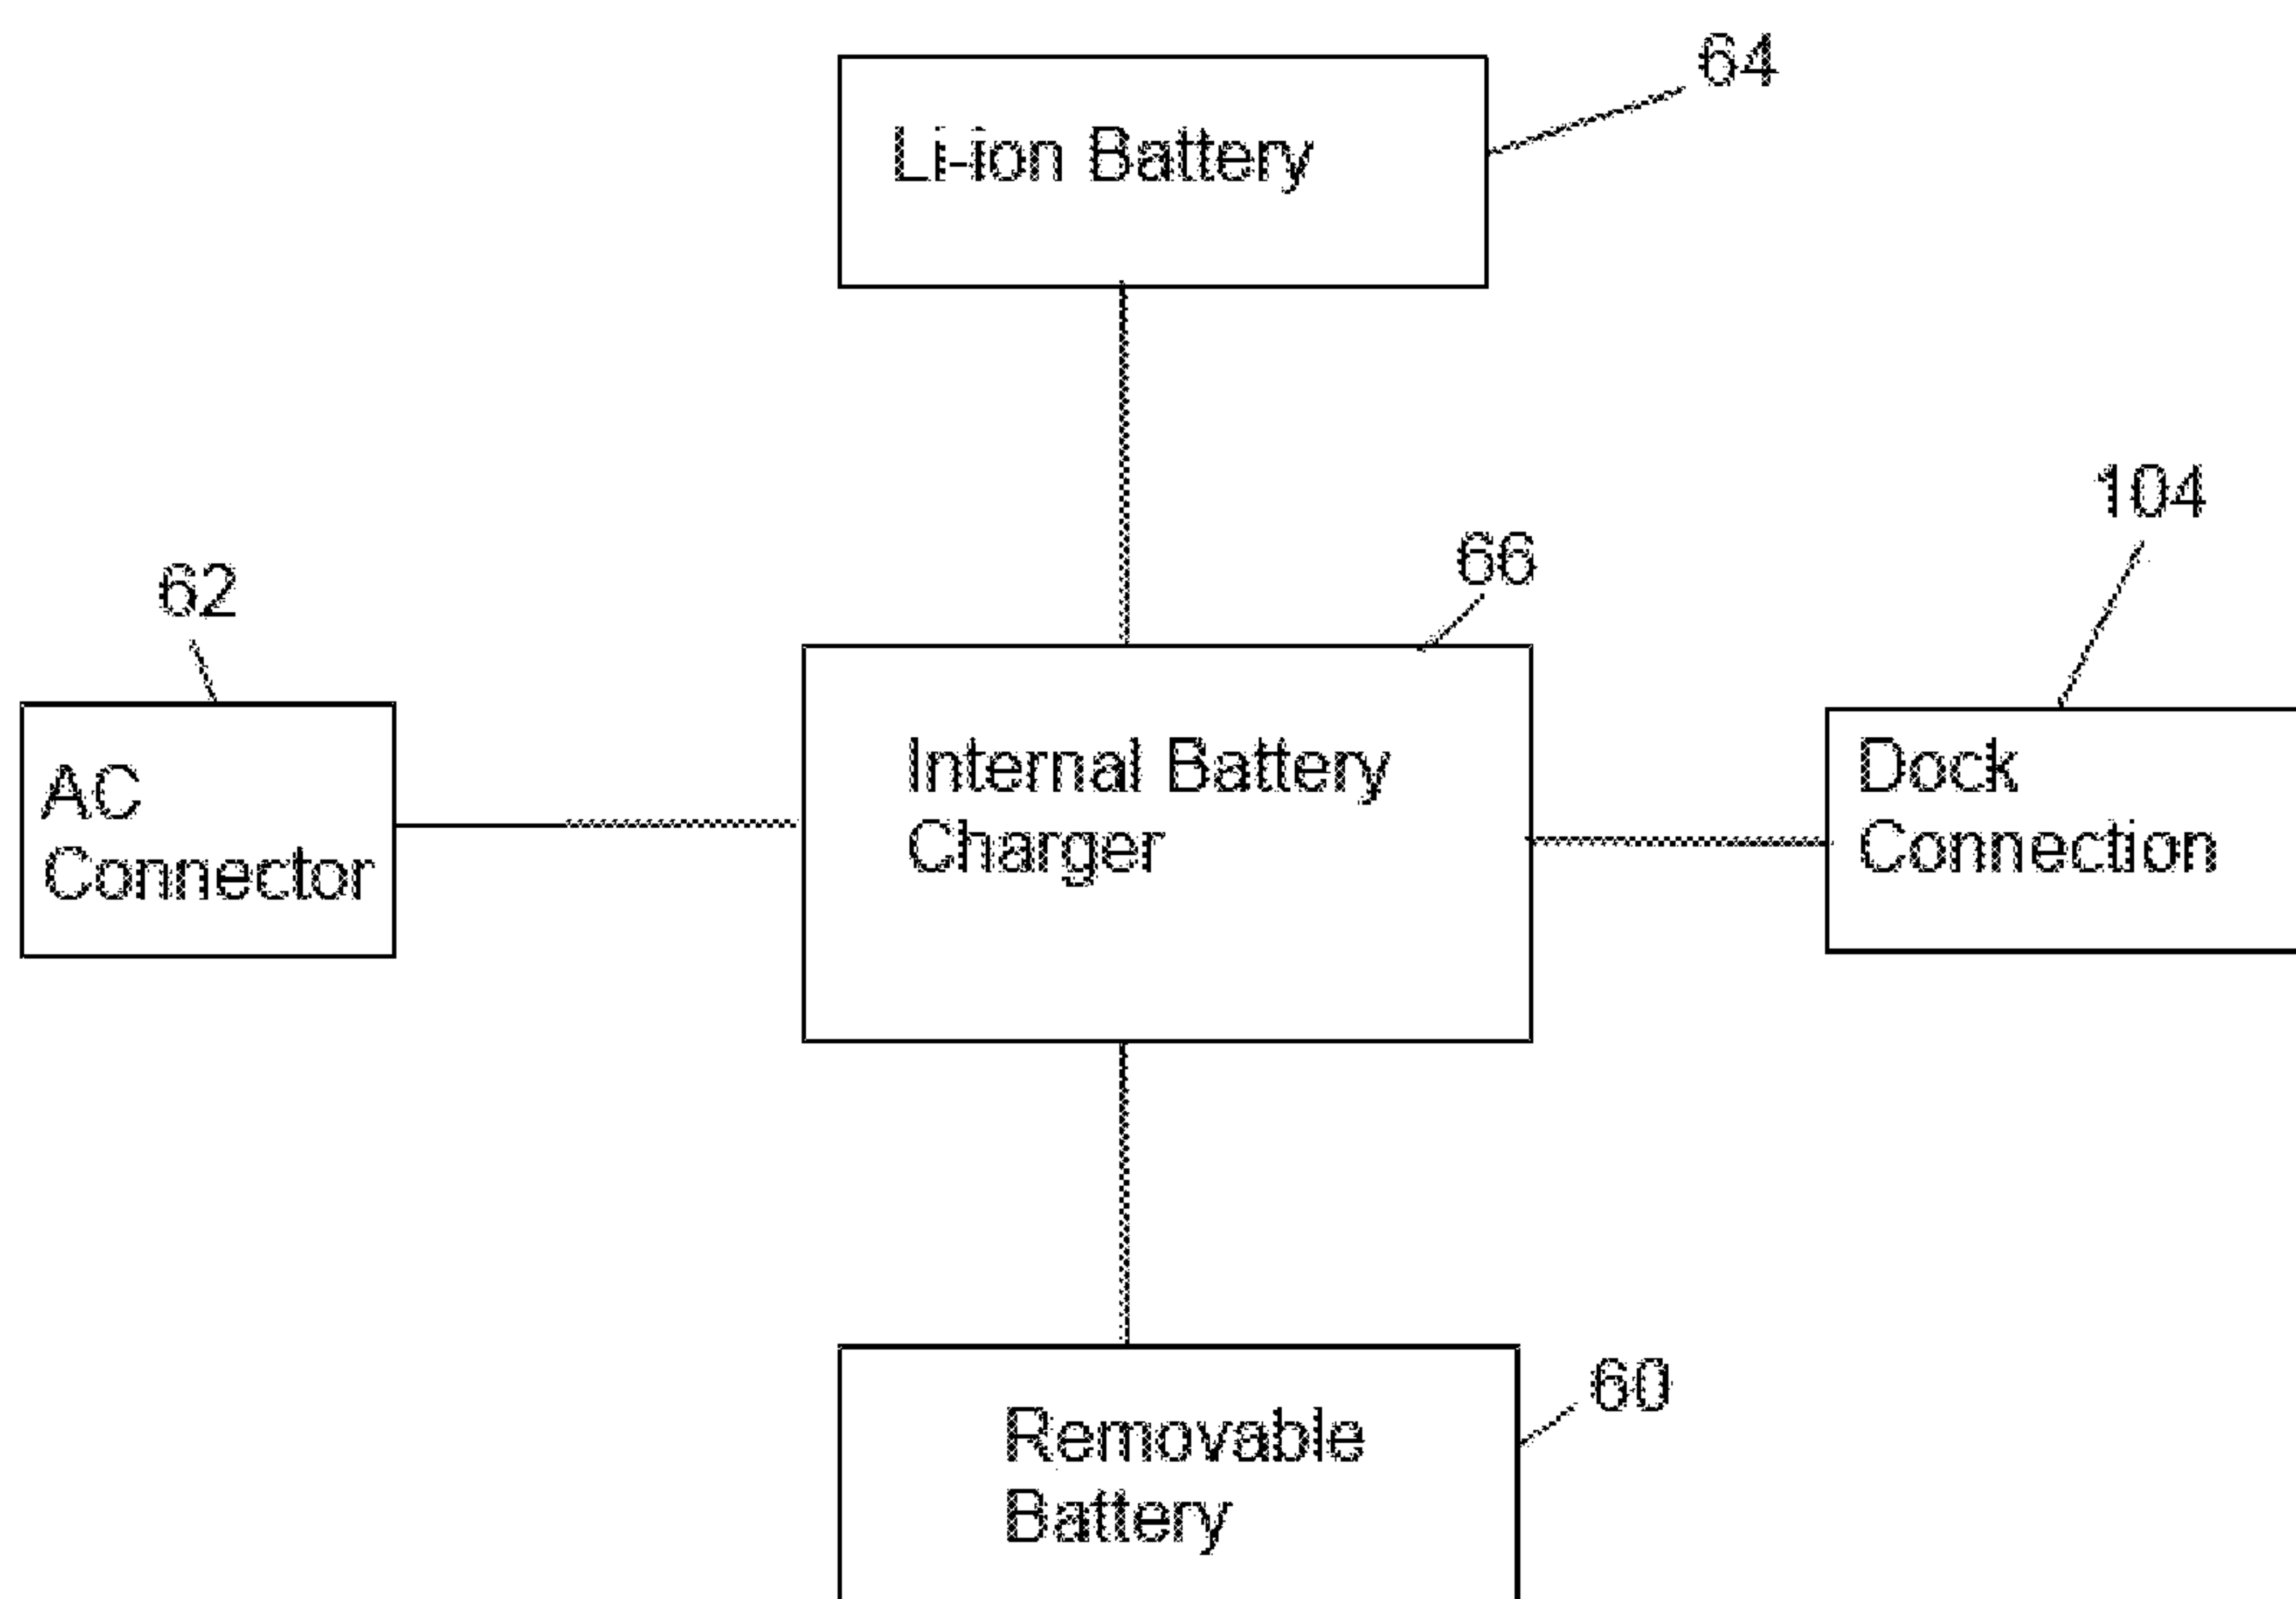 64
Li-ion Battery
104
66
62
Internal Battery
Charger
Dock
Connection
AC
Connector
60
Removable
Battery